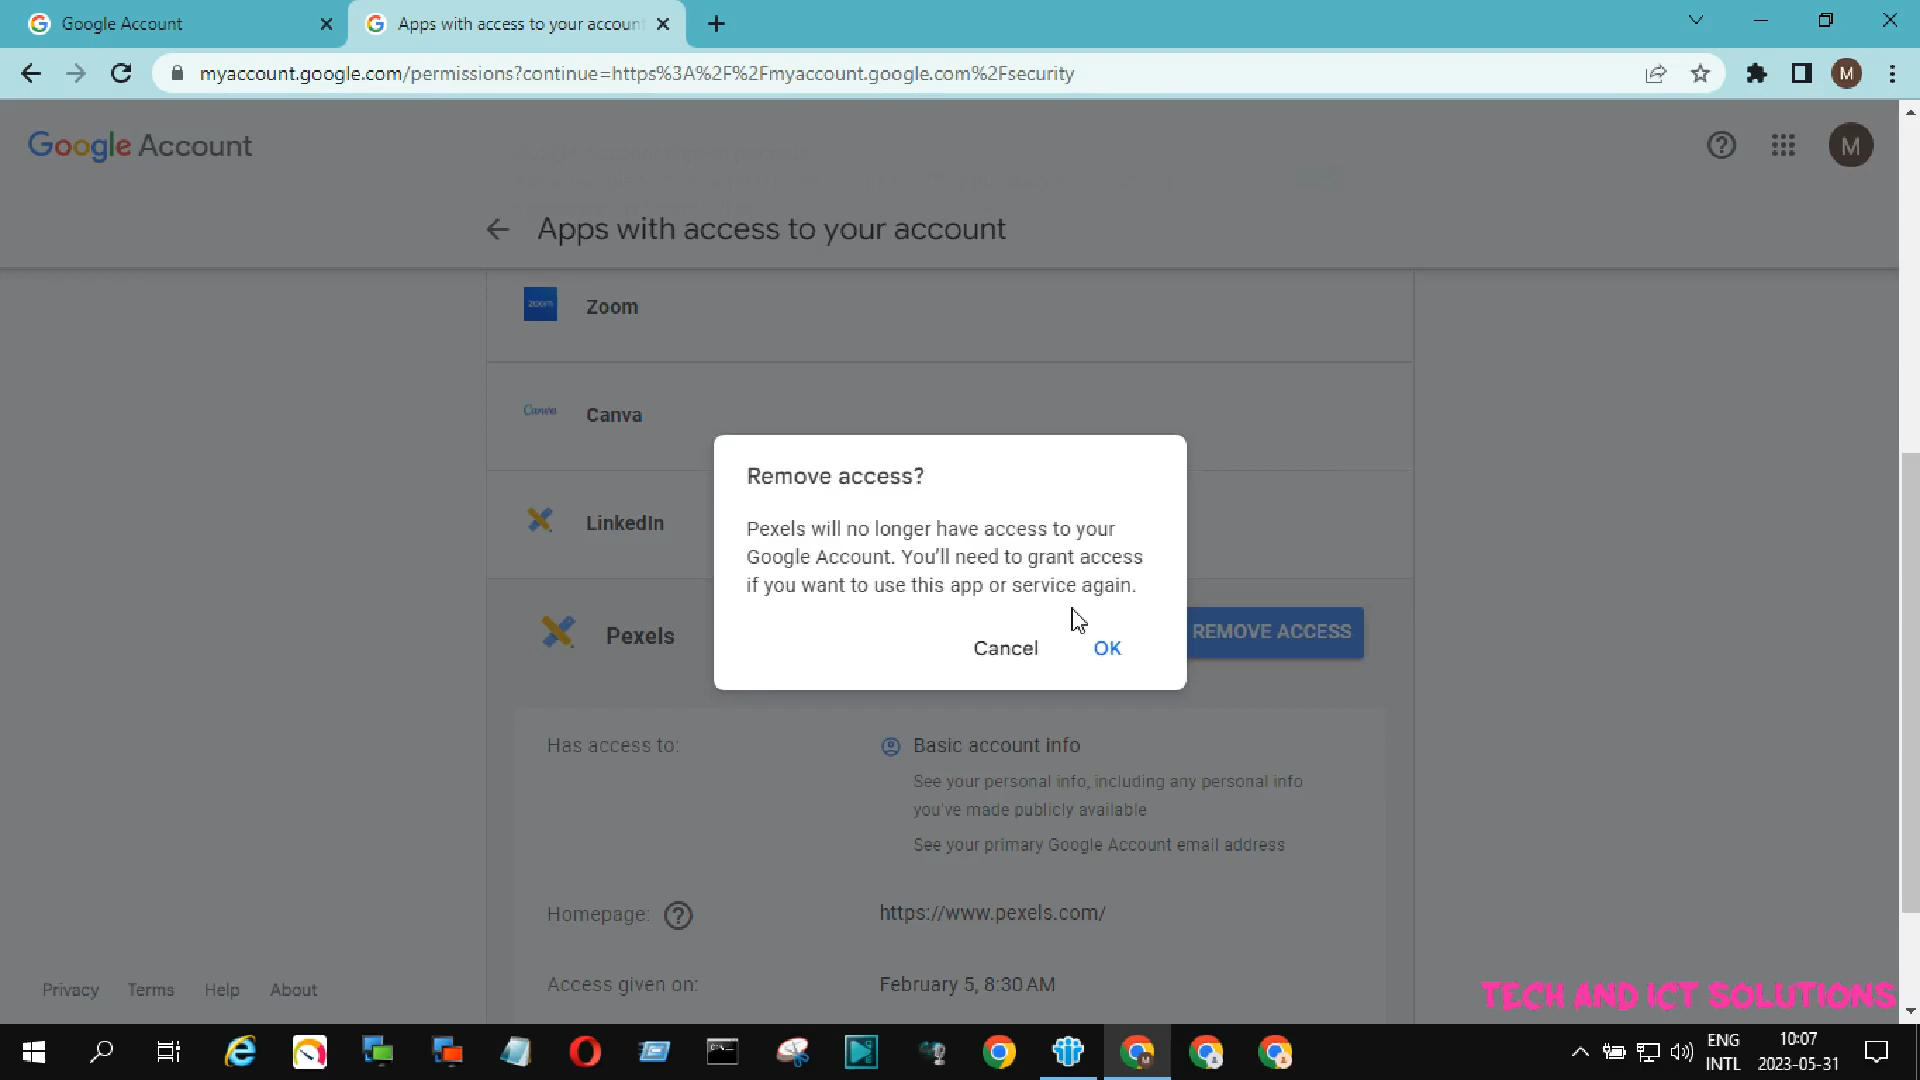 Google Account
Apps with access to your account
myaccount.google.com/permissions?continue=https%3A%2F%2Fmyaccount.google.com%2Fsecurity
M
Google Account
M
Apps with access to your account
zoom
Zoom
Canva
Canva
LinkedIn
Remove access?
Pexels will no longer have access to your
Google Account. You'll need to grant access
if you want to use this app or service again.
Cancel
OK
Pexels
REMOVE ACCESS
Has access to:
Basic account info
See your personal info, including any personal info
you've made publicly available
See your primary Google Account email address
Homepage:
https://www.pexels.com/
Access given on:
February 5, 8:30 AM
Privacy
Terms
Help
About
TECH AND ICT SOLUTIONS
ENG
INTL
10:07
2023-05-31